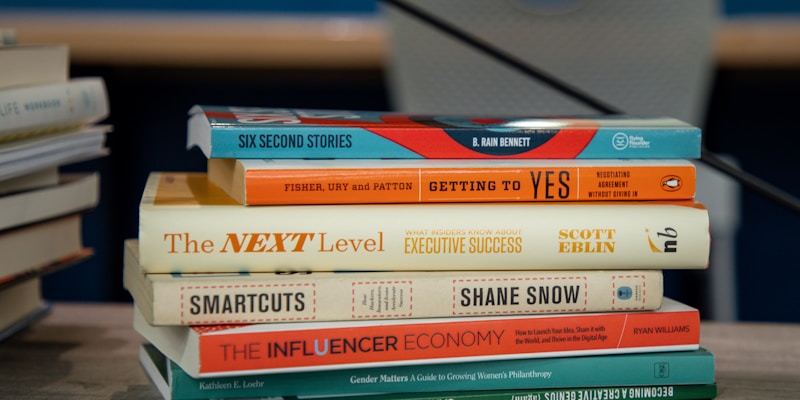 LIFE WORKBOOK
SIX SECOND STORIES
B. RAIN BENNETT
FISHER, URY AND PATTON
GETTING TO YES
NEGOTIATING
AGREEMENT
WITHOUT GIVING IN
The NEXT Level
WHAT INSIDERS KNOW ABOUT
EXECUTIVE SUCCESS
SCOTT
EBLIN
nb
SMARTCUTS
SHANE SNOW
THE INFLUENCER ECONOMY
How to Launch Your Idea, Share it with
the World, and Thrive in the Digital Age
RYAN WILLIAMS
Kathleen E. Loehr
Gender Matters A Guide to Growing Women's Philanthropy
BECOMING A CREATIVE GENIUS (again)